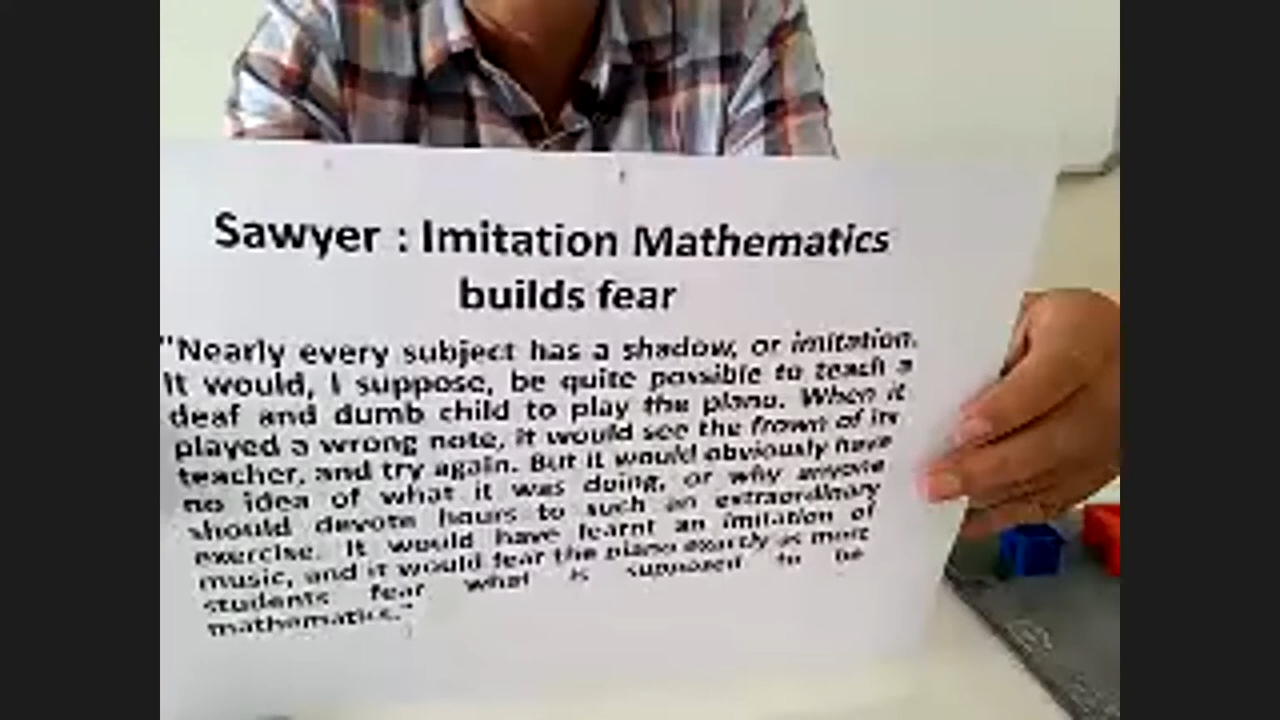 Sawyer : Imitation Mathematics
builds fear
"Nearly every subject has a shadow, or imitation.
It would, I suppose, be quite possible to teach a
deaf and dumb child to play the piano. When it
played a wrong note, it would see the frown of its
teacher, and try again. But it would obviously have
no idea of what it was doing, or why anyone
should devote hours to such an extraordinary
exercise. It would have learnt an imitation of
music, and it would fear the piano exactly as most
students fear what is supposed to be
mathematics."